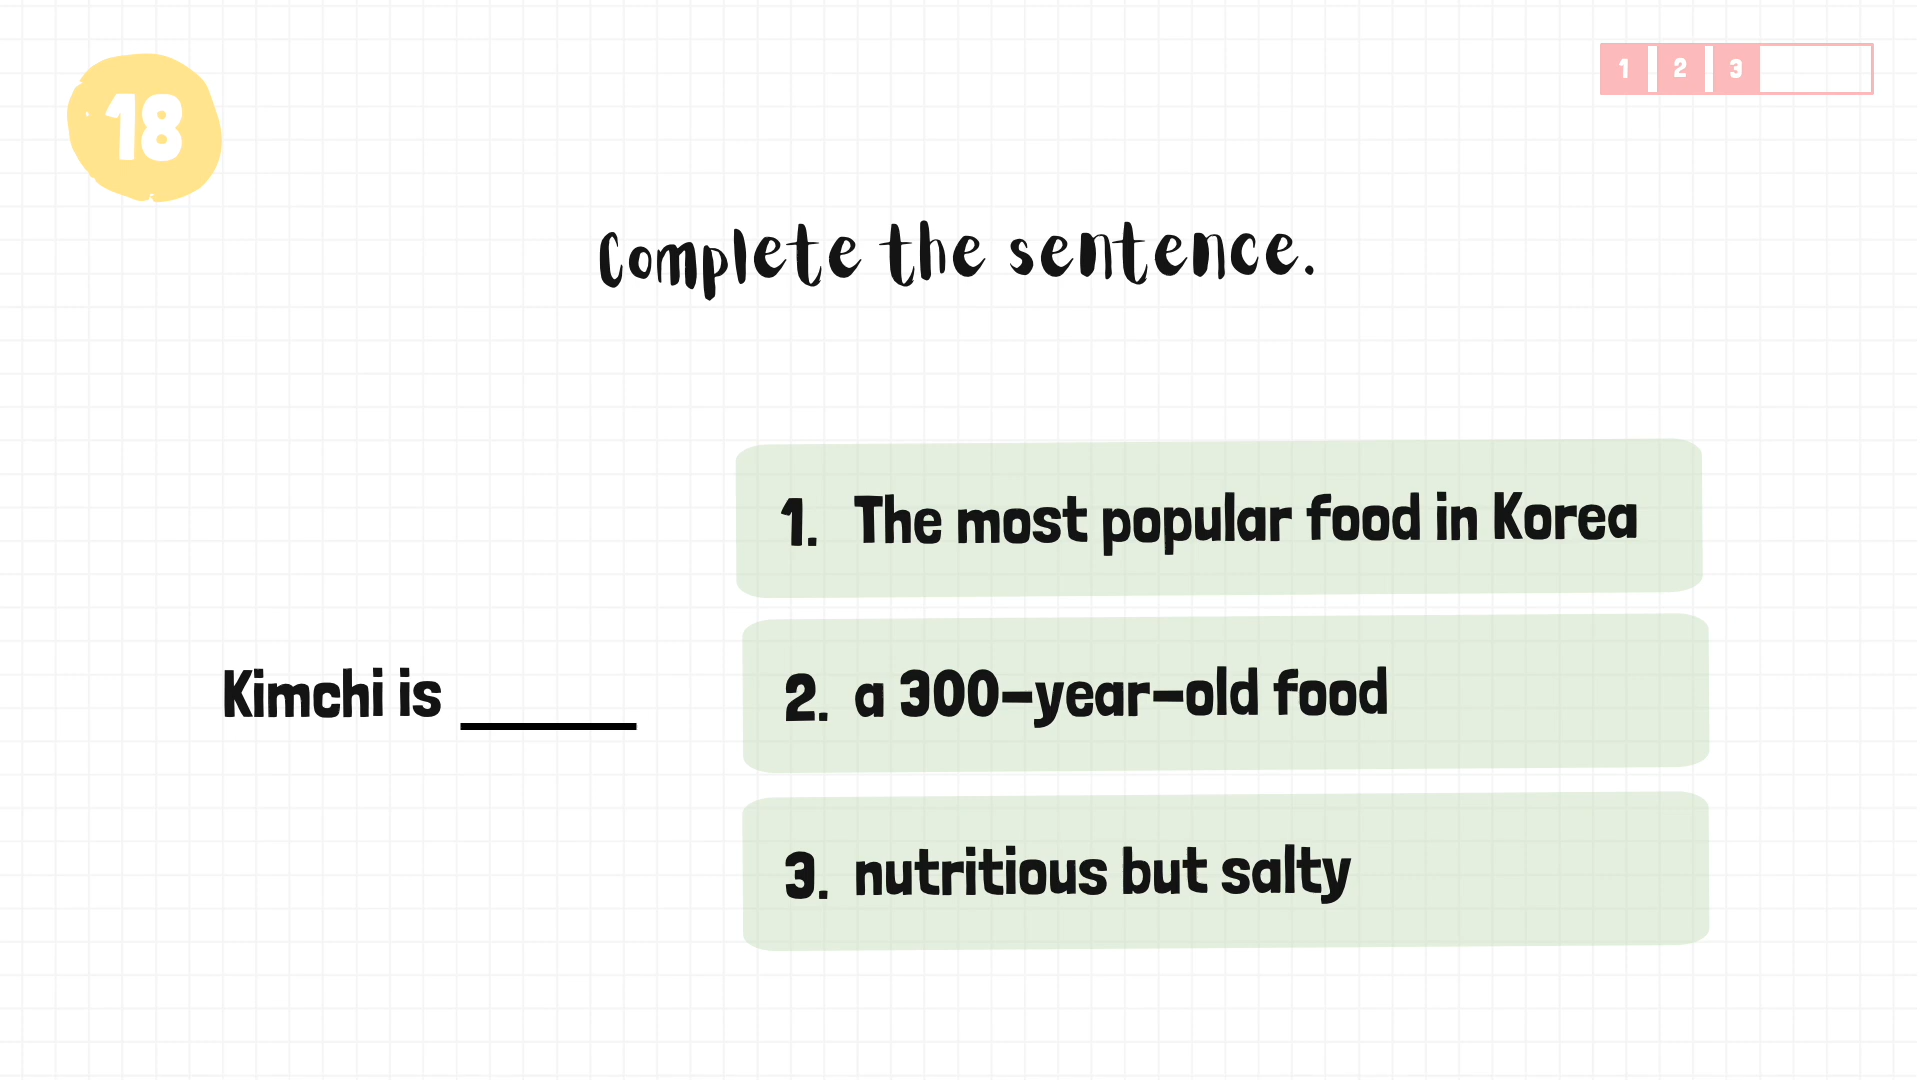 18
1 2 3
Complete the sentence.
1. The most popular food in Korea
Kimchi is ______
2. a 300-year-old food
3. nutritious but salty